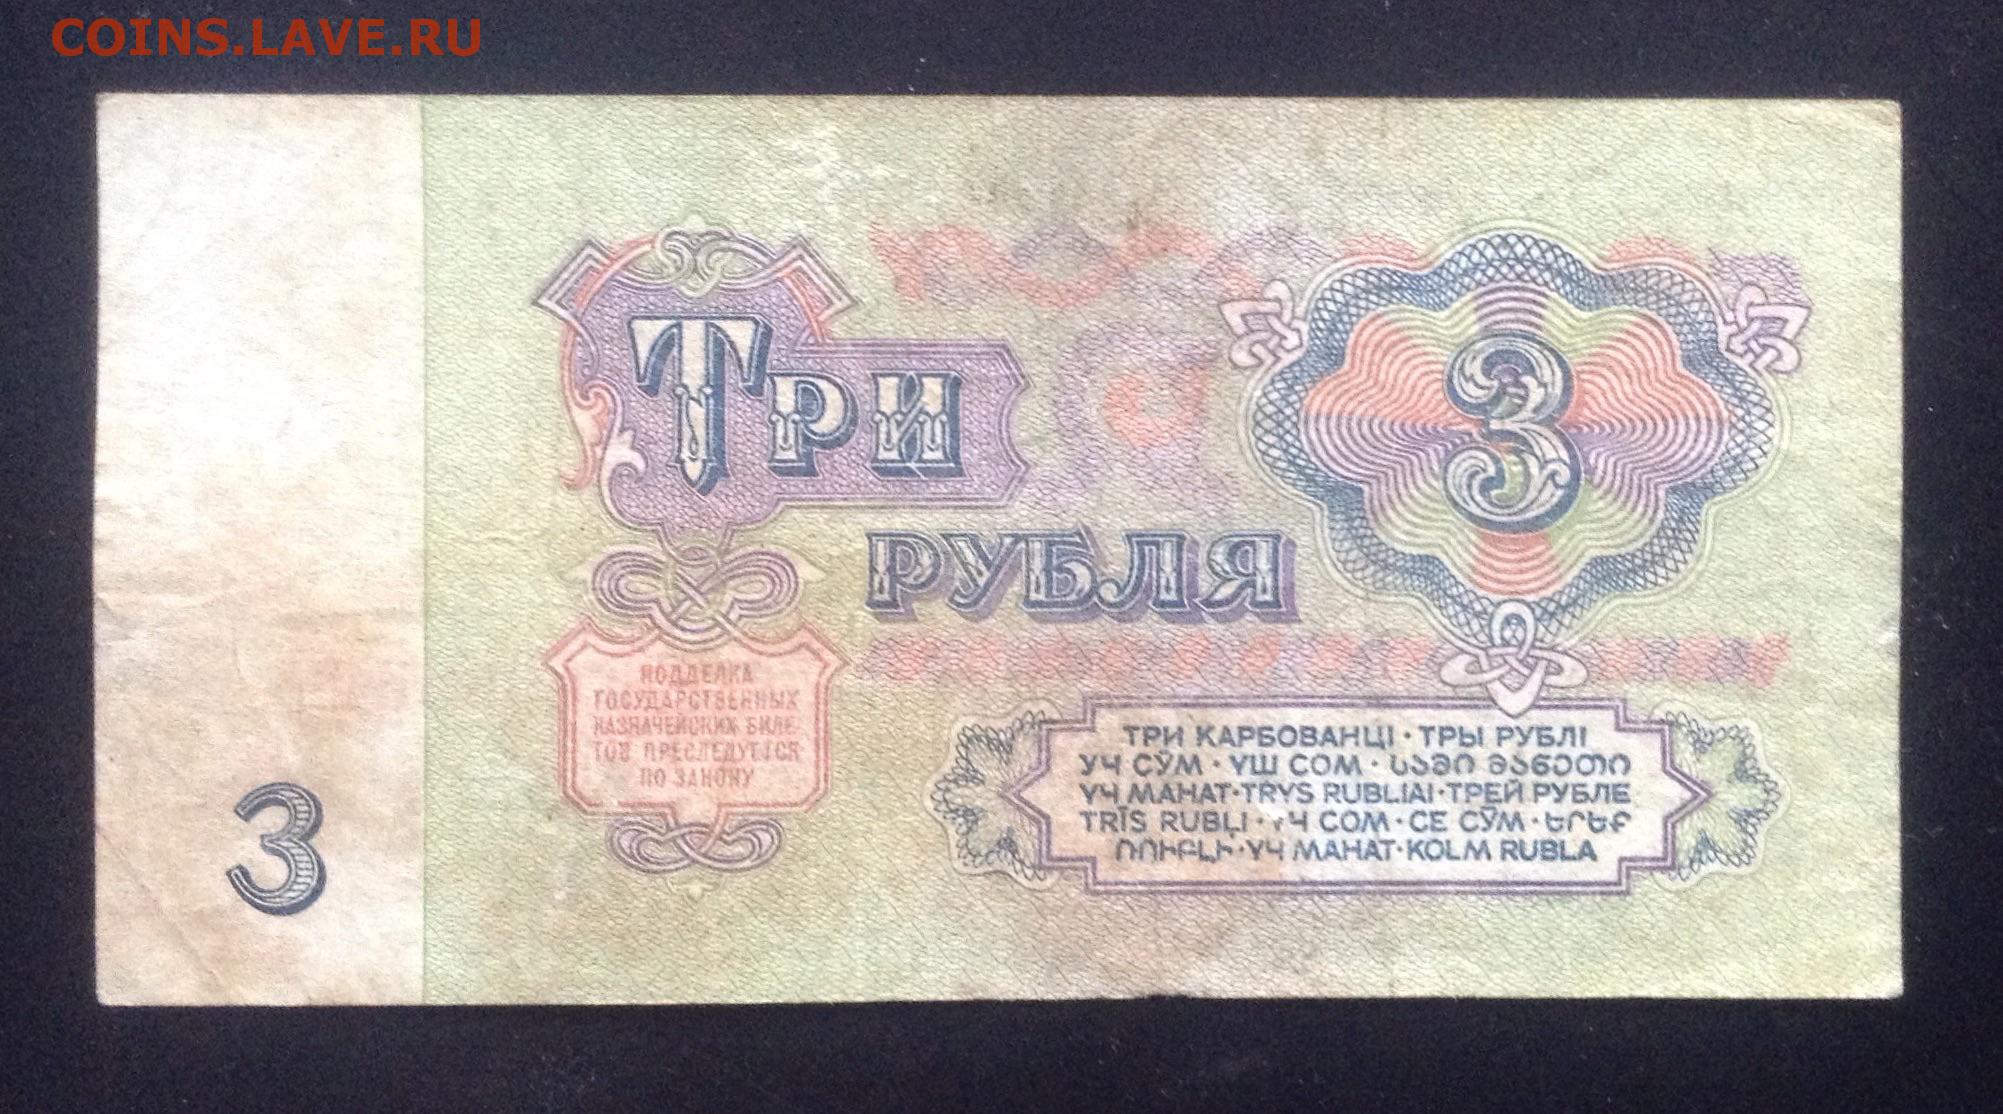 COINS.LAVE.RU
ТРИ
РУБЛЯ
3
ПОДДЕЛКА
ГОСУДАРСТВЕННЫХ
КАЗНАЧЕЙСКИХ БИЛЕ-
ТОВ ПРЕСЛЕДУЕТСЯ
ПО ЗАКОНУ
ТРИ КАРБОВАНЦІ · ТРЫ РУБЛІ
УЧ СЎМ · ҮШ СОМ · ᲡᲐᲛᲘ ᲛᲐᲜᲔᲗᲘ
ҮЧ МАНАТ · TRYS RUBLIAI · ТРЕЙ РУБЛЕ
TRĪS RUBĻI · ҮЧ СОМ · СЕ СӮМ · ԵՐԵՔ
ՌՈՒԲԼԻ · ҮЧ МАНАТ · KOLM RUBLA
3